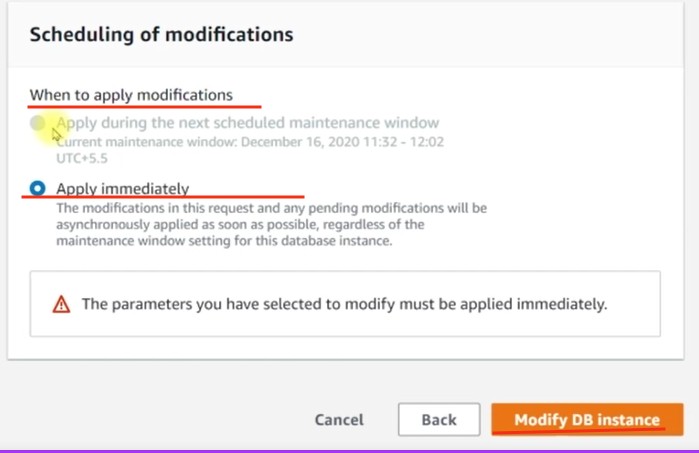 Scheduling of modifications
When to apply modifications
Apply during the next scheduled maintenance window
Current maintenance window: December 16, 2020 11:32 - 12:02
UTC+5.5
Apply immediately
The modifications in this request and any pending modifications will be
asynchronously applied as soon as possible, regardless of the
maintenance window setting for this database instance.
The parameters you have selected to modify must be applied immediately.
Cancel Back Modify DB instance